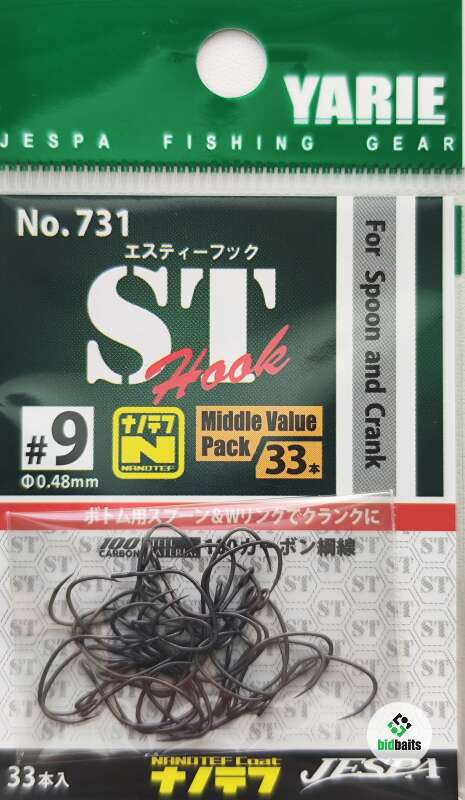 YARIE
JESPA FISHING GEAR
No.731
エスティーフック
ST
Hook
For Spoon and Crank
#9
Φ0.48mm
ナノテフ
N
NANOTEF
Middle Value
Pack/33本
ボトム用スプーン&Wリングでクランクに
100
CARBON MATERIAL
カーボン鋼線
33本入
NANOTEF Coat
ナノテフ
JESPA
bidbaits